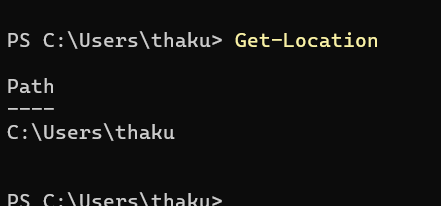 PS C:\Users\thaku> Get-Location
Path
----
C:\Users\thaku
PS C:\Users\thaku>